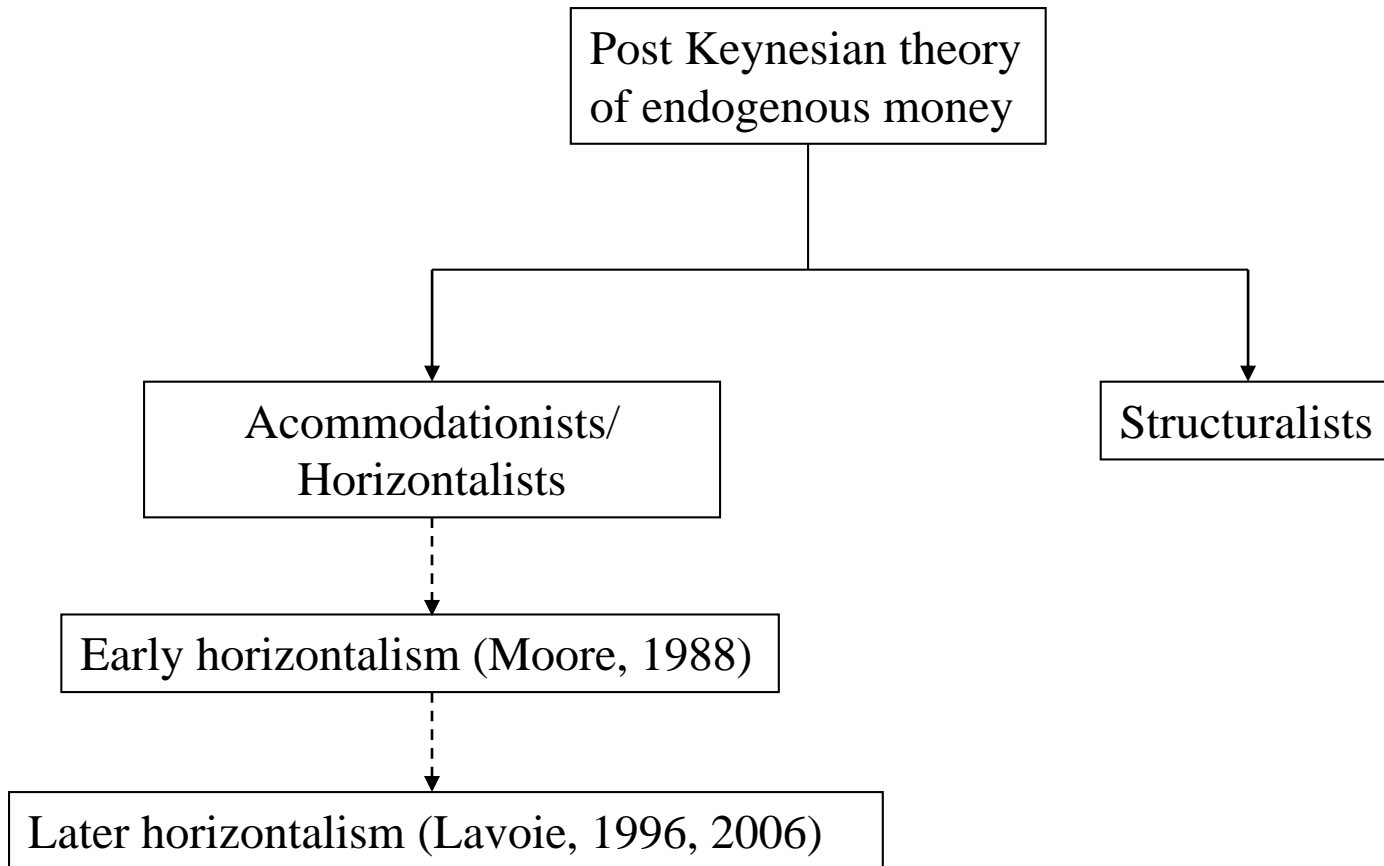 Post Keynesian theory
of endogenous money
Acommodationists/
Horizontalists
Structuralists
Early horizontalism (Moore, 1988)
Later horizontalism (Lavoie, 1996, 2006)